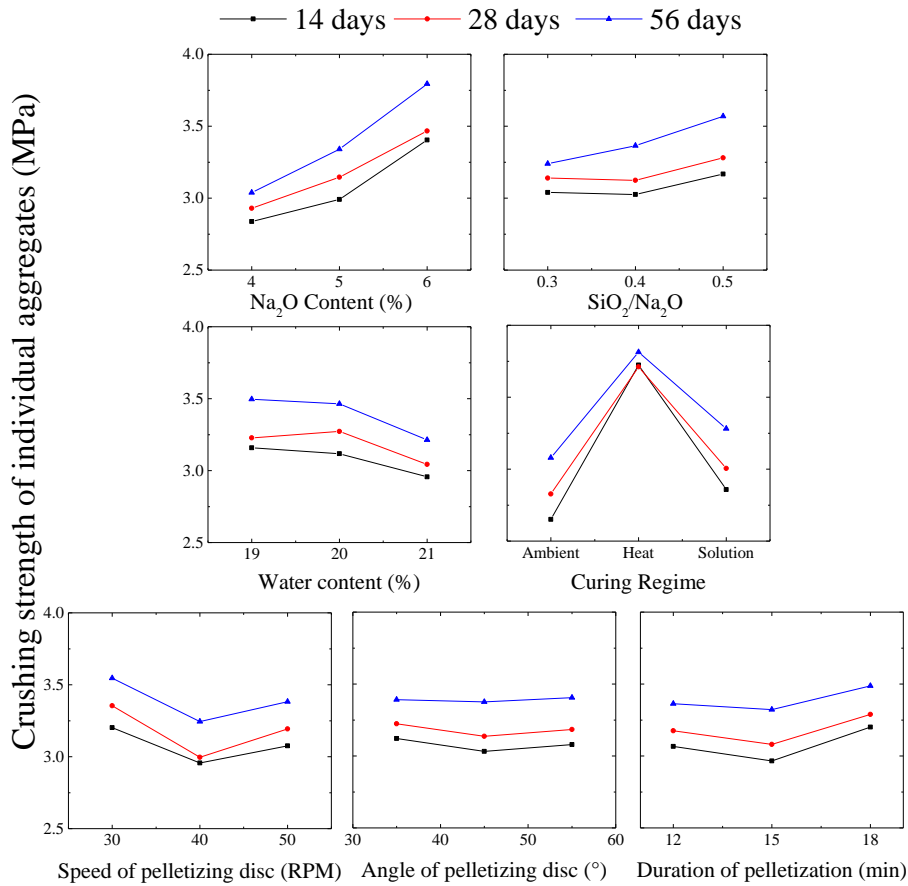 14 days 28 days 56 days
Crushing strength of individual aggregates (MPa)
4.0
3.5
3.0
2.5
4 5 6
Na₂O Content (%)
0.3 0.4 0.5
SiO₂/Na₂O
4.0
3.5
3.0
2.5
19 20 21
Water content (%)
Ambient Heat Solution
Curing Regime
4.0
3.5
3.0
2.5
30 40 50
Speed of pelletizing disc (RPM)
30 40 50 60
Angle of pelletizing disc (°)
12 15 18
Duration of pelletization (min)